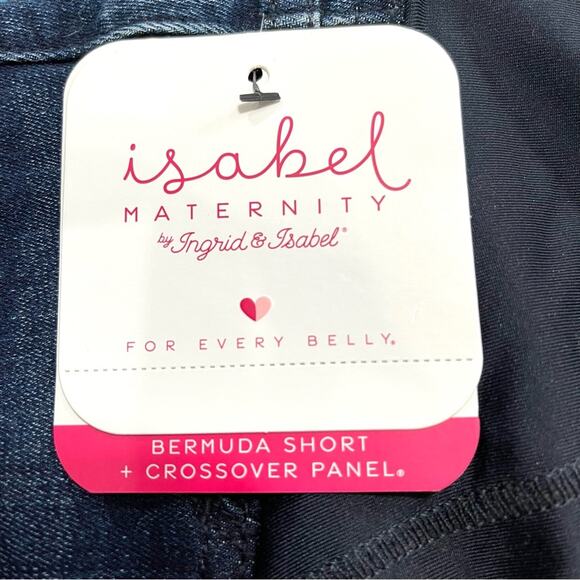 isabel
MATERNITY
by Ingrid & Isabel®
FOR EVERY BELLY®
BERMUDA SHORT
+ CROSSOVER PANEL®